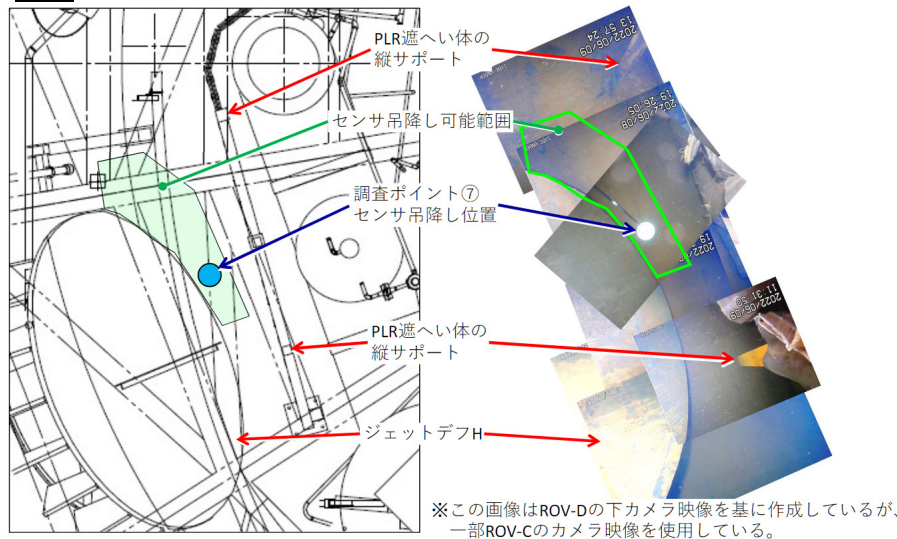 PLR遮へい体の
縦サポート
センサ吊降し可能範囲
調査ポイント⑦
センサ吊降し位置
PLR遮へい体の
縦サポート
ジェットデフH
2022/06/09
13 57 24
2022/06/08
19 26 05
2022/06/09
11 31 50
※この画像はROV-Dの下カメラ映像を基に作成しているが、
一部ROV-Cのカメラ映像を使用している。